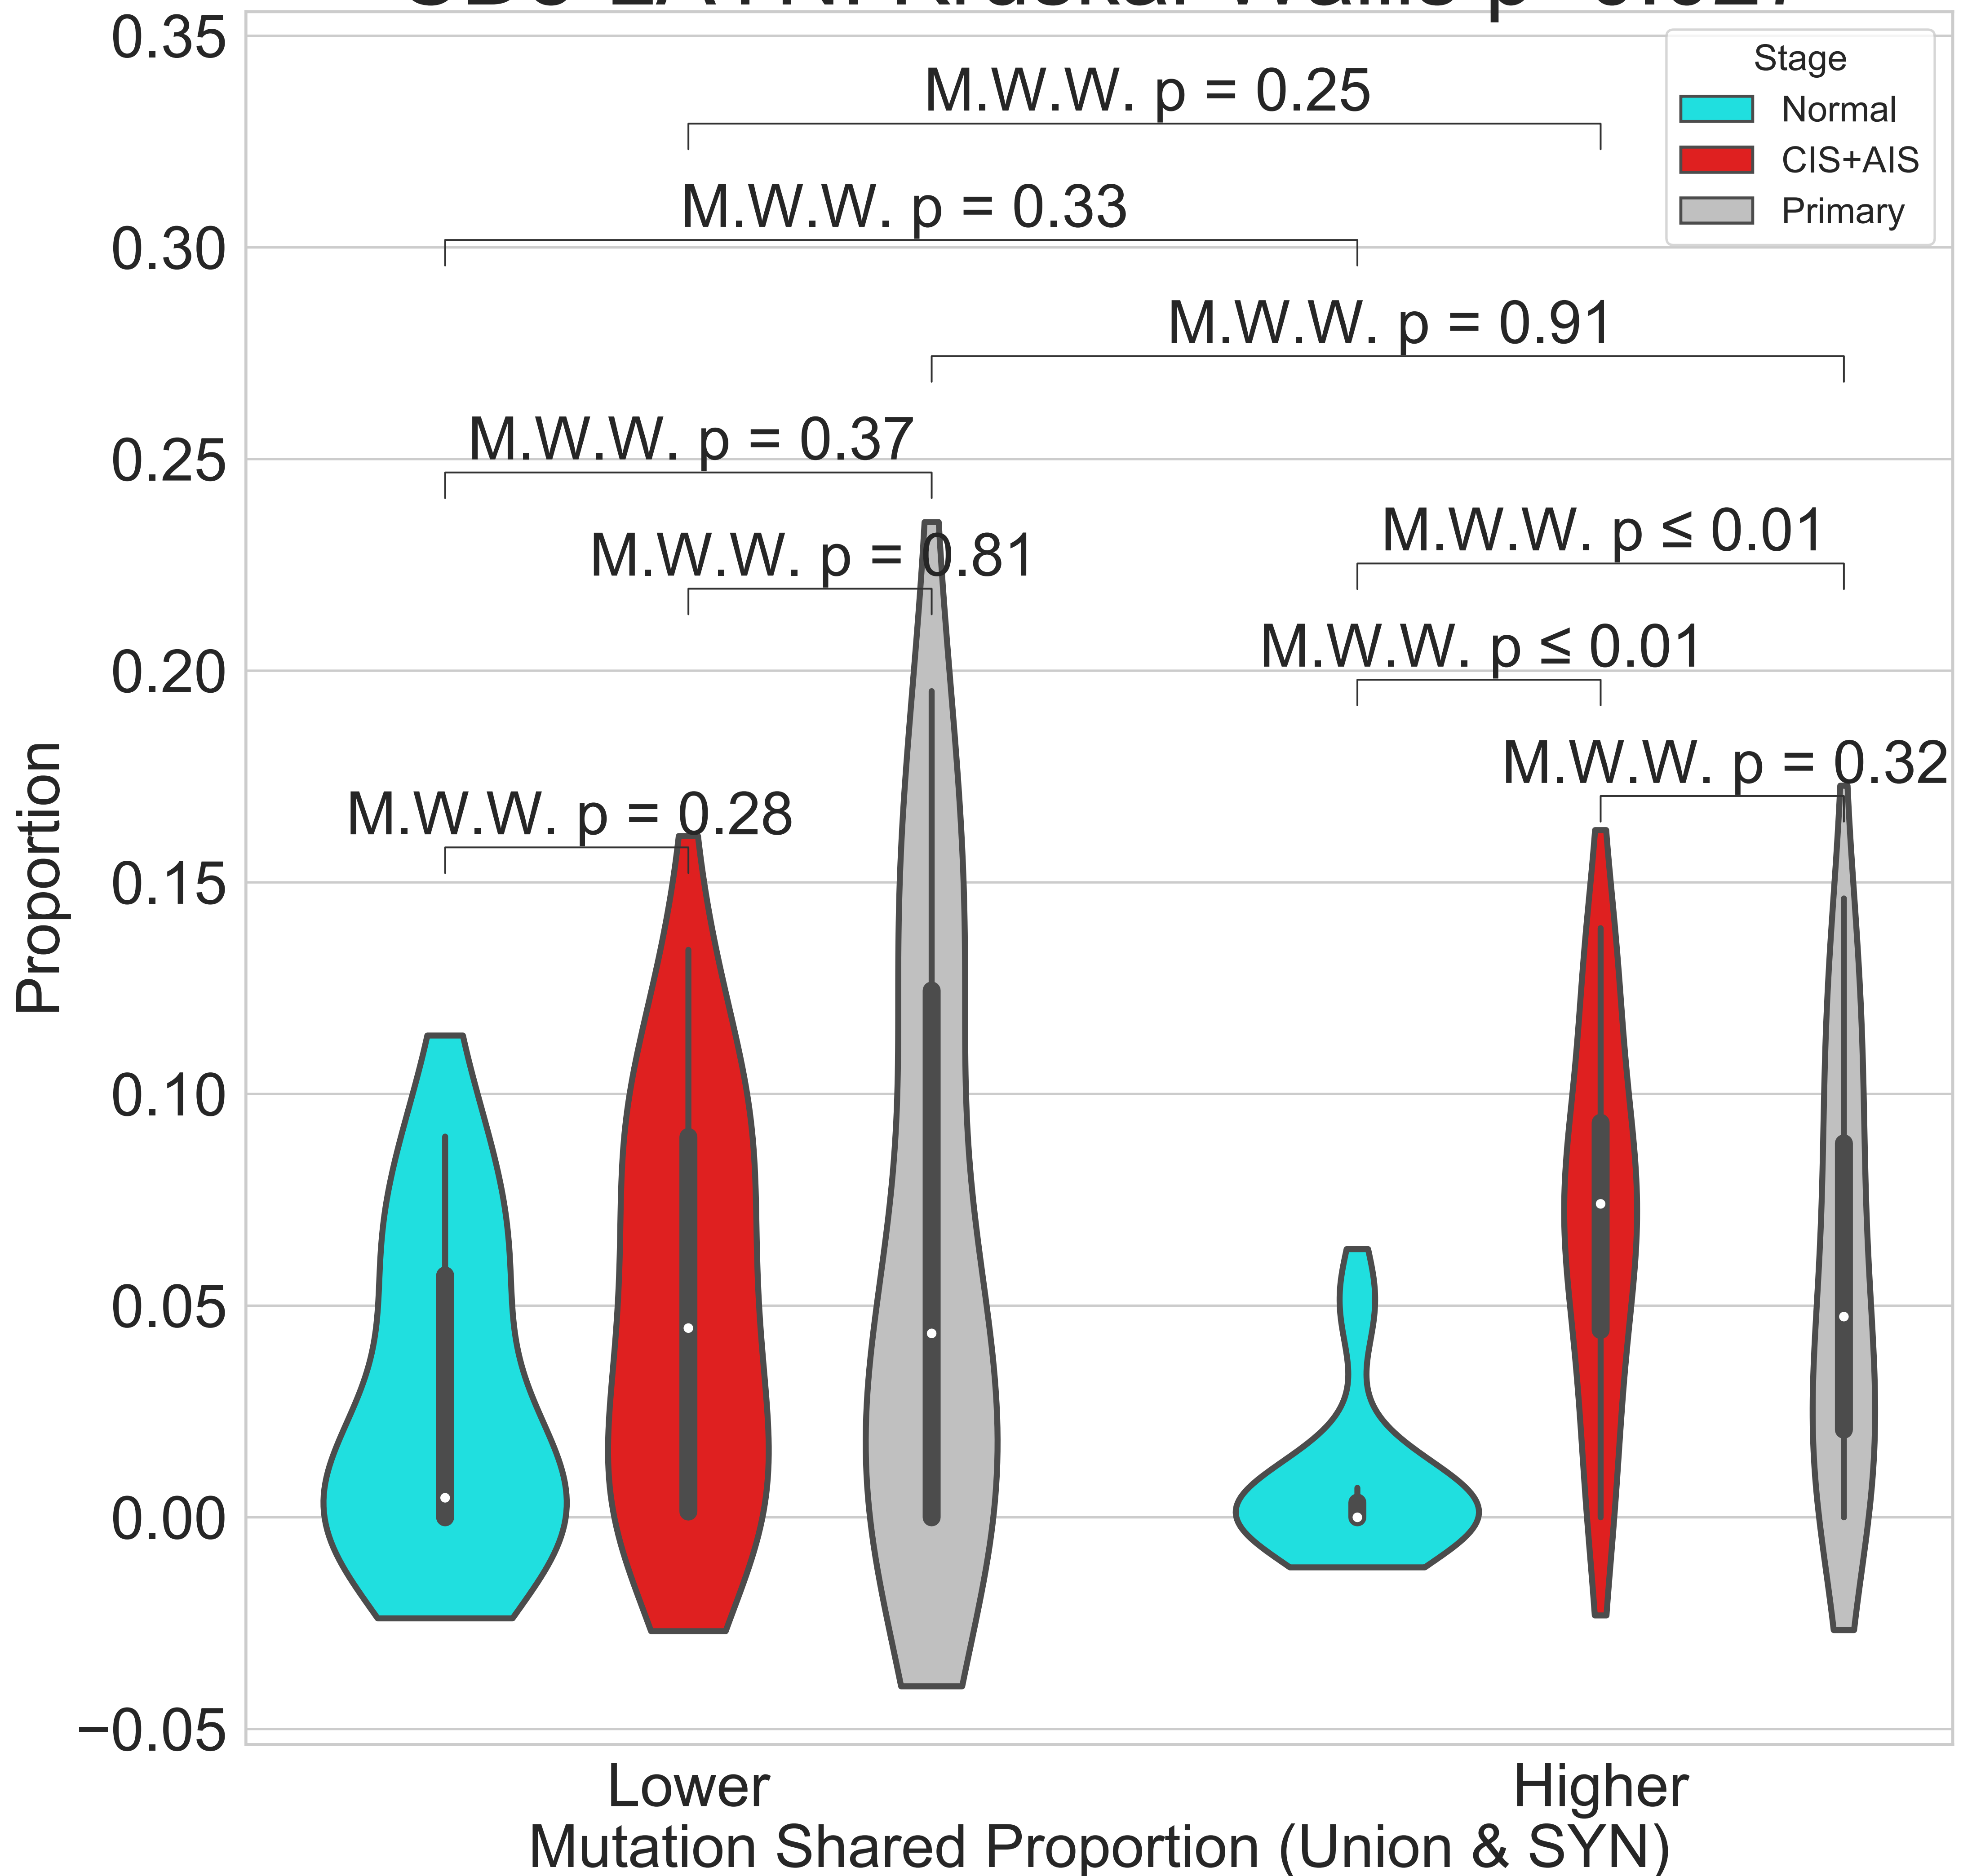 0.35
0.30
0.25
0.20
0.15
0.10
0.05
0.00
−0.05
Proportion
Stage
Normal
CIS+AIS
Primary
M.W.W. p = 0.25
M.W.W. p = 0.33
M.W.W. p = 0.91
M.W.W. p = 0.37
M.W.W. p ≤ 0.01
M.W.W. p = 0.81
M.W.W. p ≤ 0.01
M.W.W. p = 0.32
M.W.W. p = 0.28
Lower
Higher
Mutation Shared Proportion (Union & SYN)